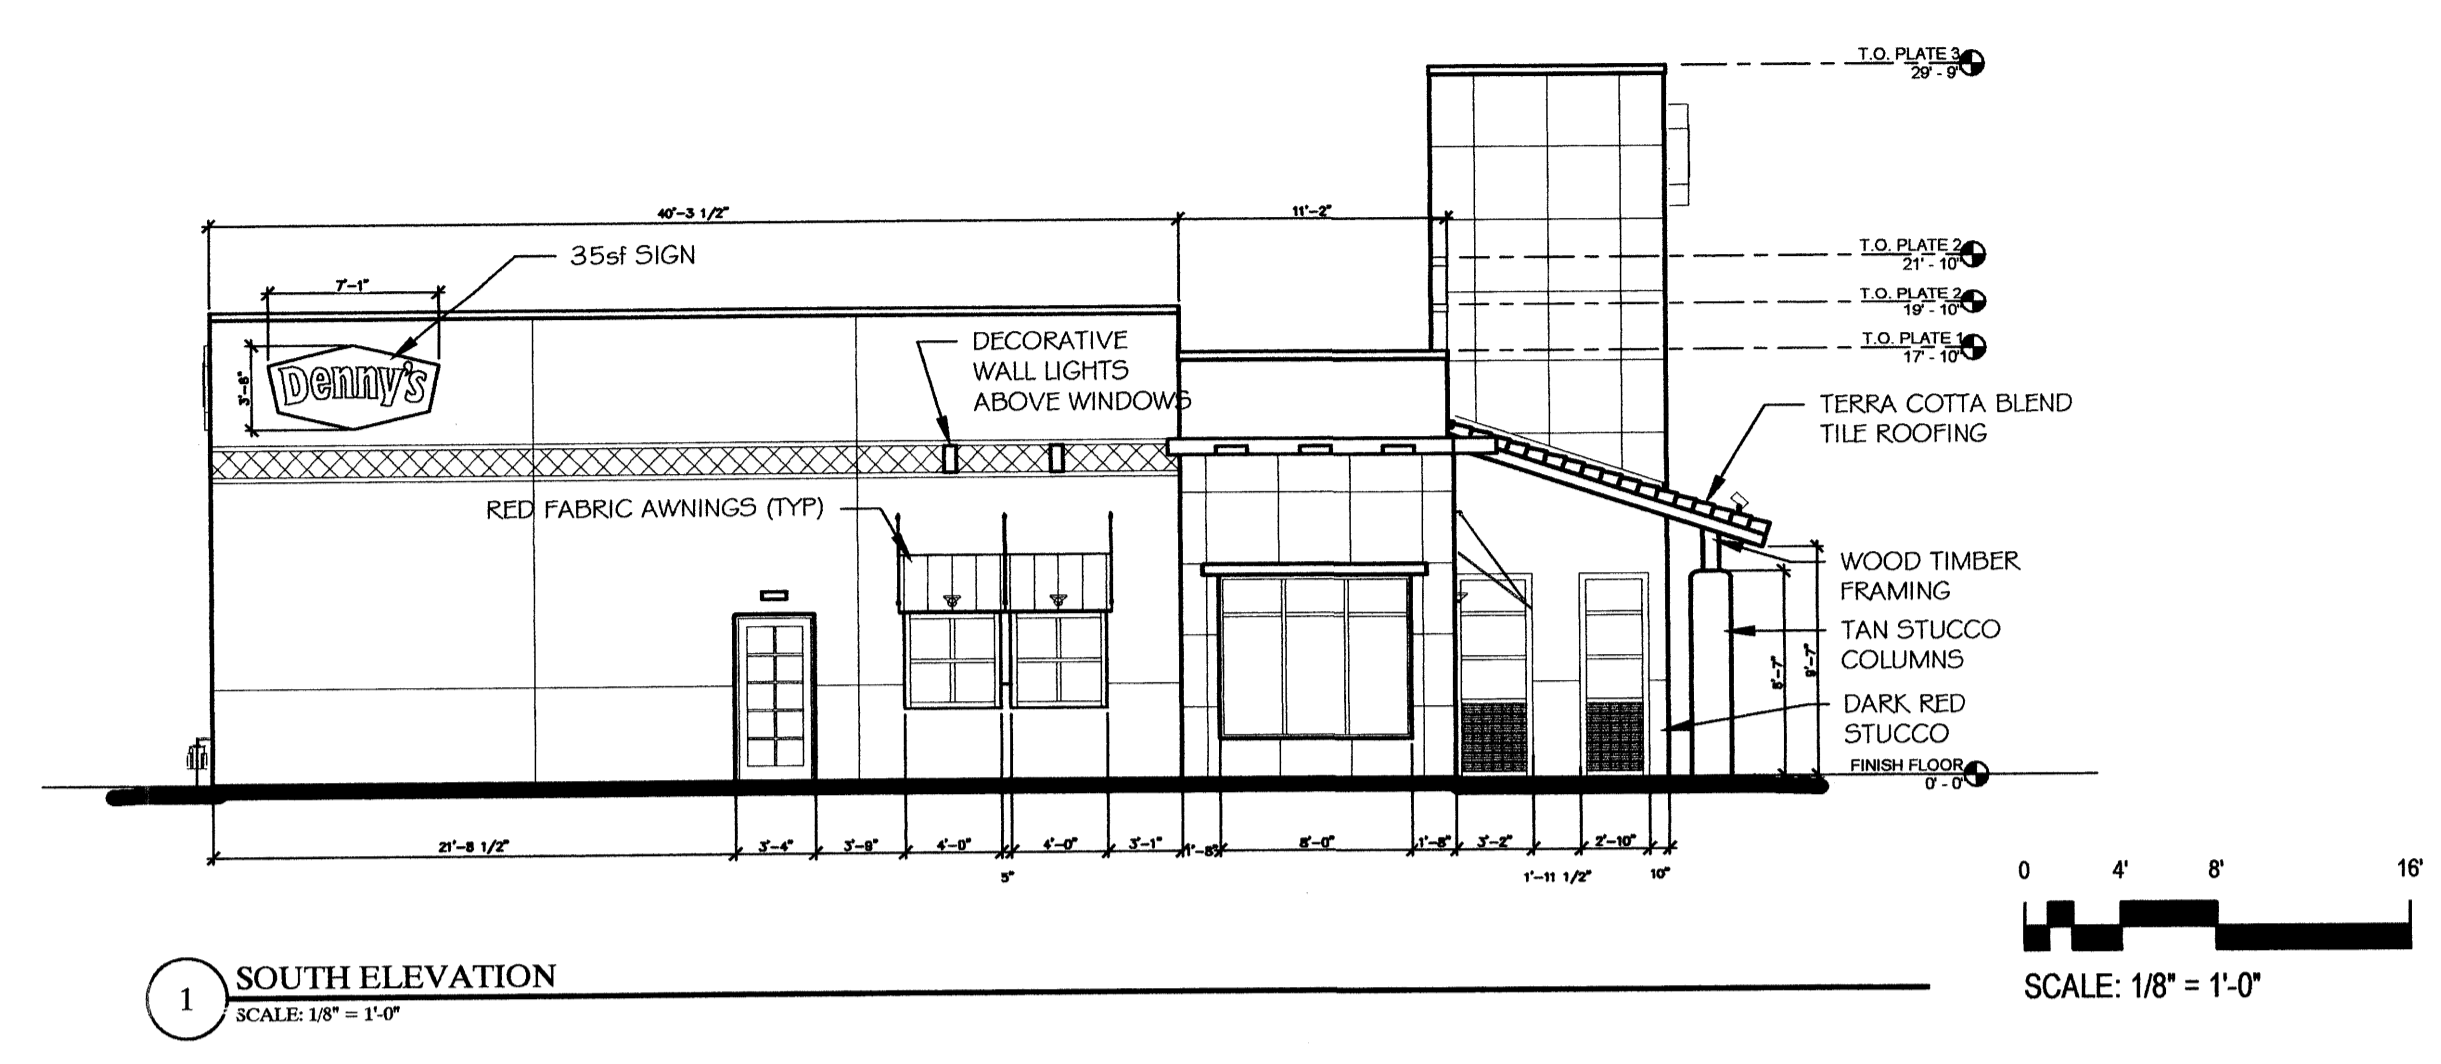 T.O. PLATE 3
29' - 9"
40'-3 1/2"
11'-2"
T.O. PLATE 2
21' - 10"
35sf SIGN
7'-1"
T.O. PLATE 2
19' - 10"
T.O. PLATE 1
17' - 10"
DECORATIVE
WALL LIGHTS
ABOVE WINDOWS
Denny's
3'-6"
TERRA COTTA BLEND
TILE ROOFING
RED FABRIC AWNINGS (TYP)
WOOD TIMBER
FRAMING
TAN STUCCO
COLUMNS
8'-7"
9'-7"
DARK RED
STUCCO
FINISH FLOOR
0' - 0"
21'-8 1/2"
3'-4"
3'-9"
4'-0"
4'-0"
3'-1"
1'-8"
8'-0"
1'-8"
3'-2"
2'-10"
5"
1'-11 1/2"
10"
0 4' 8' 16'
SCALE: 1/8" = 1'-0"
1
SOUTH ELEVATION
SCALE: 1/8" = 1'-0"